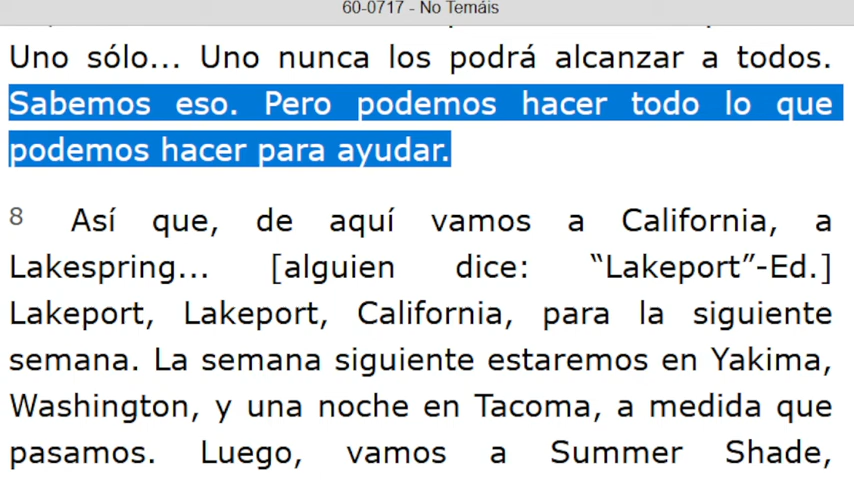 60-0717 - No Temáis
Uno sólo... Uno nunca los podrá alcanzar a todos.
Sabemos eso. Pero podemos hacer todo lo que
podemos hacer para ayudar.
8 Así que, de aquí vamos a California, a
Lakespring... [alguien dice: “Lakeport”-Ed.]
Lakeport, Lakeport, California, para la siguiente
semana. La semana siguiente estaremos en Yakima,
Washington, y una noche en Tacoma, a medida que
pasamos. Luego, vamos a Summer Shade,